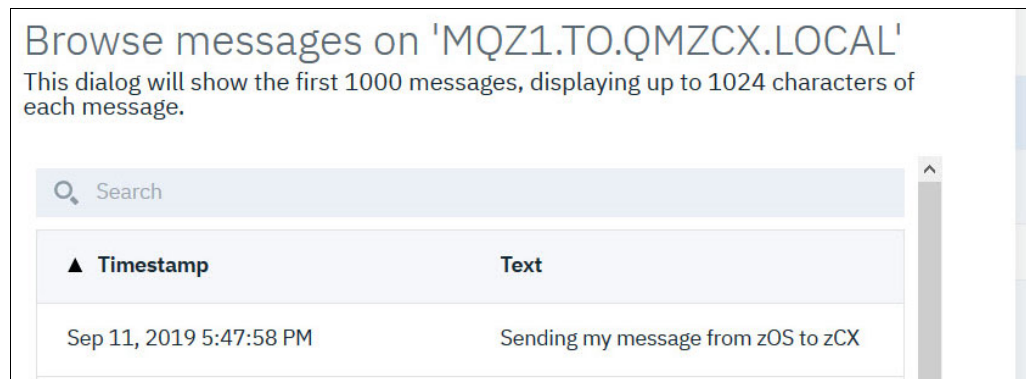 Browse messages on 'MQZ1.TO.QMZCX.LOCAL'
This dialog will show the first 1000 messages, displaying up to 1024 characters of
each message.
Search
▲ Timestamp Text
Sep 11, 2019 5:47:58 PM Sending my message from zOS to zCX